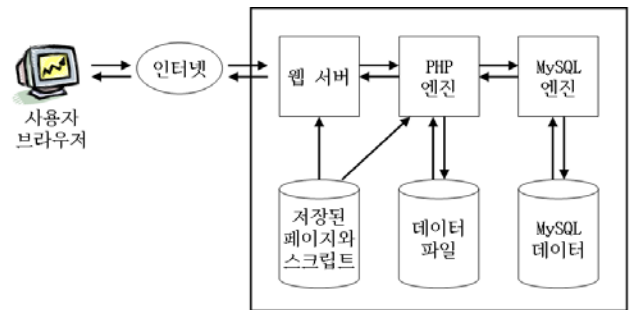 사용자
브라우저
인터넷
웹 서버
PHP
엔진
MySQL
엔진
저장된
페이지와
스크립트
데이터
파일
MySQL
데이터